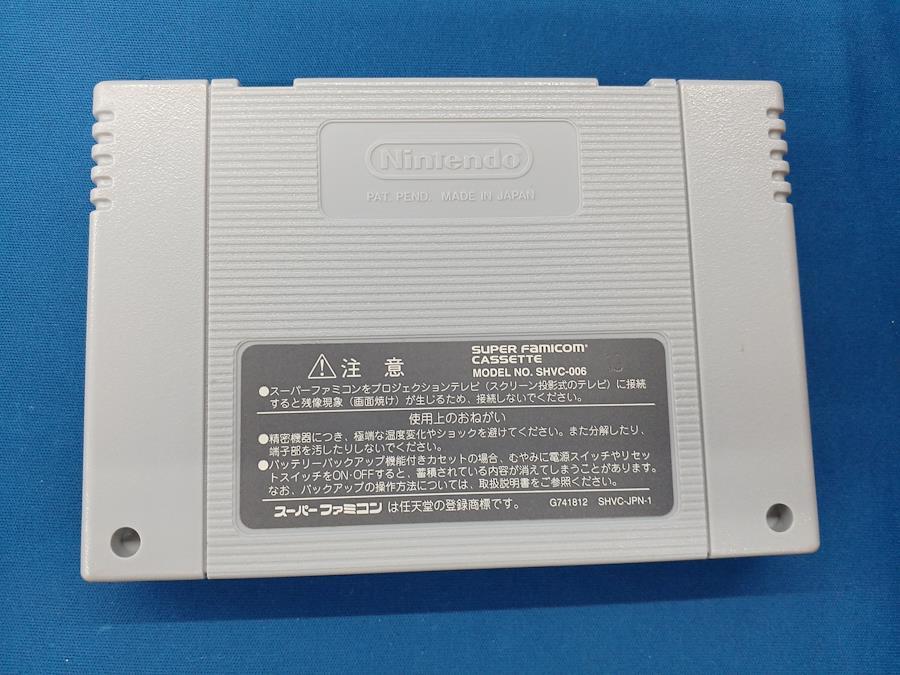 Nintendo
PAT. PEND. MADE IN JAPAN
注意
SUPER FAMICOM
CASSETTE
MODEL NO. SHVC-006
●スーパーファミコンをプロジェクションテレビ（スクリーン投影式のテレビ）に接続
すると残像現象（画面焼け）が生じるため、接続しないでください。
使用上のおねがい
●精密機器につき、極端な温度変化やショックを避けてください。また分解したり、
端子部を汚したりしないでください。
●バッテリーバックアップ機能付きカセットの場合、むやみに電源スイッチやリセッ
トスイッチをON・OFFすると、蓄積されている内容が消えてしまうことがあります。
なお、バックアップの操作方法については、取扱説明書をご参照ください。
スーパーファミコンは任天堂の登録商標です。 G741812 SHVC-JPN-1